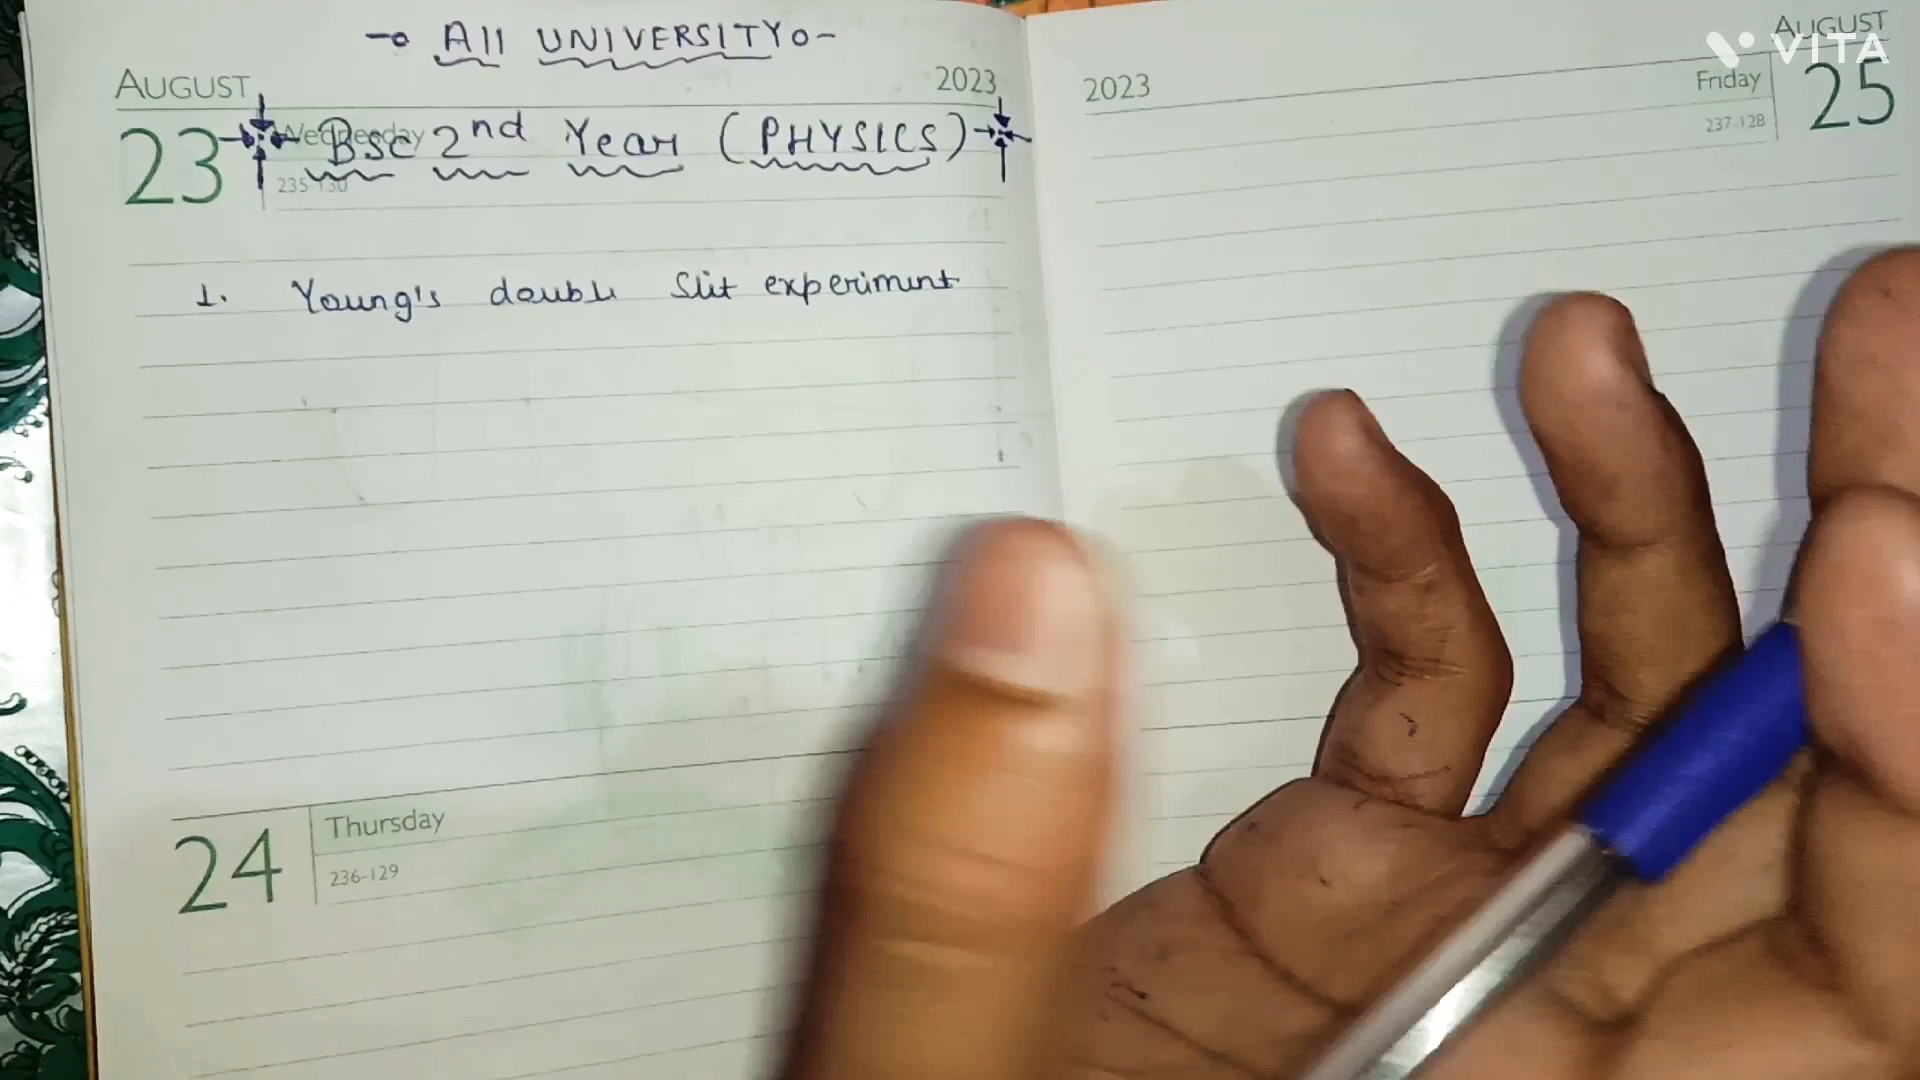 -o All UNIVERSITY o-
AUGUST 2023
23 Wednesday
Bsc 2nd Year (PHYSICS)
235-130
1. Young's double Slit experiment
24 Thursday
236-129
AUGUST
VITA
2023 Friday 25
237-128